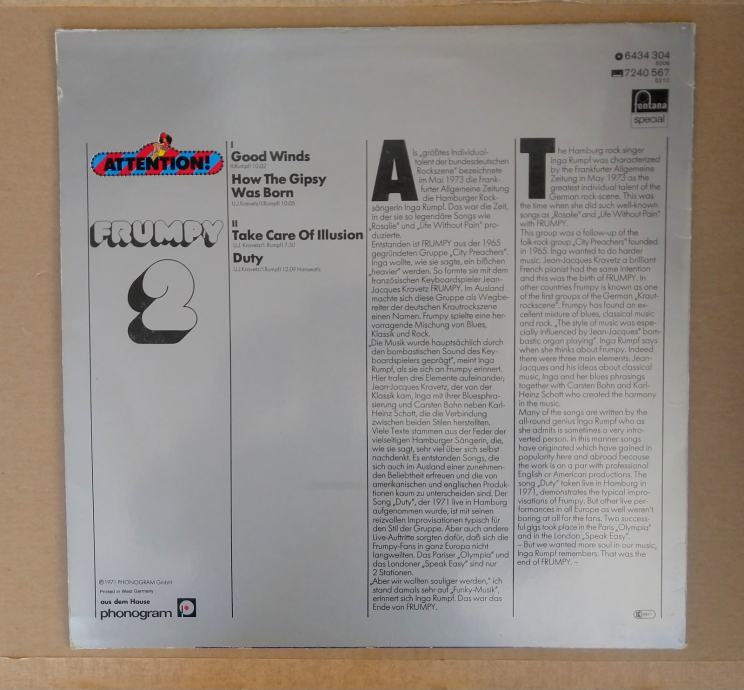 6434 304
7240 567
fontana
special
ATTENTION!
FRUMPY
2
I
Good Winds
How The Gipsy
Was Born
II
Take Care Of Illusion
Duty
Als „größtes Individual-
talent der bundesdeutschen
Rockszene" bezeichnete
im Mai 1973 die Frank-
furter Allgemeine Zeitung
die Hamburger Rock-
sängerin Inga Rumpf. Das war die Zeit,
in der sie so legendäre Songs wie
„Rosalie" und „Life Without Pain" pro-
duzierte.
Entstanden ist FRUMPY aus der 1965
gegründeten Gruppe „City Preachers".
Inga wollte, wie sie sagte, ein bißchen
„heavier" werden. So formte sie mit dem
französischen Keyboardspieler Jean-
Jacques Kravetz FRUMPY. Im Ausland
machte sich diese Gruppe als Wegbe-
reiter der deutschen Krautrockszene
einen Namen. Frumpy spielte eine her-
vorragende Mischung von Blues,
Klassik und Rock.
„Die Musik wurde hauptsächlich durch
den bombastischen Sound des Key-
boardspielers geprägt", meint Inga
Rumpf, als sie sich an Frumpy erinnert.
Hier trafen drei Elemente aufeinander,
Jean-Jacques Kravetz, der von der
Klassik kam, Inga mit ihrer Bluesphra-
sierung und Carsten Bohn neben Karl-
Heinz Schott, die die Verbindung
zwischen beiden Stilen herstellten.
Viele Texte stammen aus der Feder der
vielseitigen Hamburger Sängerin, die,
wie sie sagt, sehr viel über sich selbst
nachdenkt. Es entstanden Songs, die
sich auch im Ausland einer zunehmen-
den Beliebtheit erfreuen und die von
amerikanischen und englischen Produk-
tionen kaum zu unterscheiden sind. Der
Song „Duty", der 1971 live in Hamburg
aufgenommen wurde, ist mit seinen
reizvollen Improvisationen typisch für
den Stil der Gruppe. Aber auch andere
Live-Auftritte sorgten dafür, daß sich die
Frumpy-Fans in ganz Europa nicht
langweilten. Das Pariser „Olympia" und
das Londoner „Speak Easy" sind nur
2 Stationen.
„Aber wir wollten souliger werden," ich
stand damals sehr auf „Funky-Musik",
erinnert sich Inga Rumpf. Das war das
Ende von FRUMPY.
The Hamburg rock singer
Inga Rumpf was characterized
by the Frankfurter Allgemeine
Zeitung in May 1973 as the
greatest individual talent of the
German rock-scene. This was
the time when she did such well-known
songs as „Rosalie" and „Life Without Pain"
with FRUMPY.
This group was a follow-up of the
folk-rock group „City Preachers" founded
in 1965. Inga wanted to do harder
music. Jean-Jacques Kravetz a brilliant
French pianist had the same intention
and this was the birth of FRUMPY. In
other countries Frumpy is known as one
of the first groups of the German „Kraut-
rockscene". Frumpy has found an ex-
cellent mixture of blues, classical music
and rock. „The style of music was espe-
cially influenced by Jean-Jacques' bom-
bastic organ playing". Inga Rumpf says
when she thinks about Frumpy. Indeed
there were three main elements: Jean-
Jacques and his ideas about classical
music, Inga and her blues phrasings
together with Carsten Bohn and Karl-
Heinz Schott who created the harmony
in the music.
Many of the songs are written by the
all-round genius Inga Rumpf who as
she admits is sometimes a very intro-
verted person. In this manner songs
have originated which have gained in
popularity here and abroad because
the work is on a par with professional
English or American productions. The
song „Duty" taken live in Hamburg in
1971, demonstrates the typical impro-
visations of Frumpy. But other live per-
formances in all Europe as well weren't
boring at all for the fans. Two success-
ful gigs took place in the Paris „Olympia"
and in the London „Speak Easy".
– But we wanted more soul in our music,
Inga Rumpf remembers. That was the
end of FRUMPY. –
℗ 1971 PHONOGRAM GmbH
Printed in West Germany
aus dem Hause
phonogram